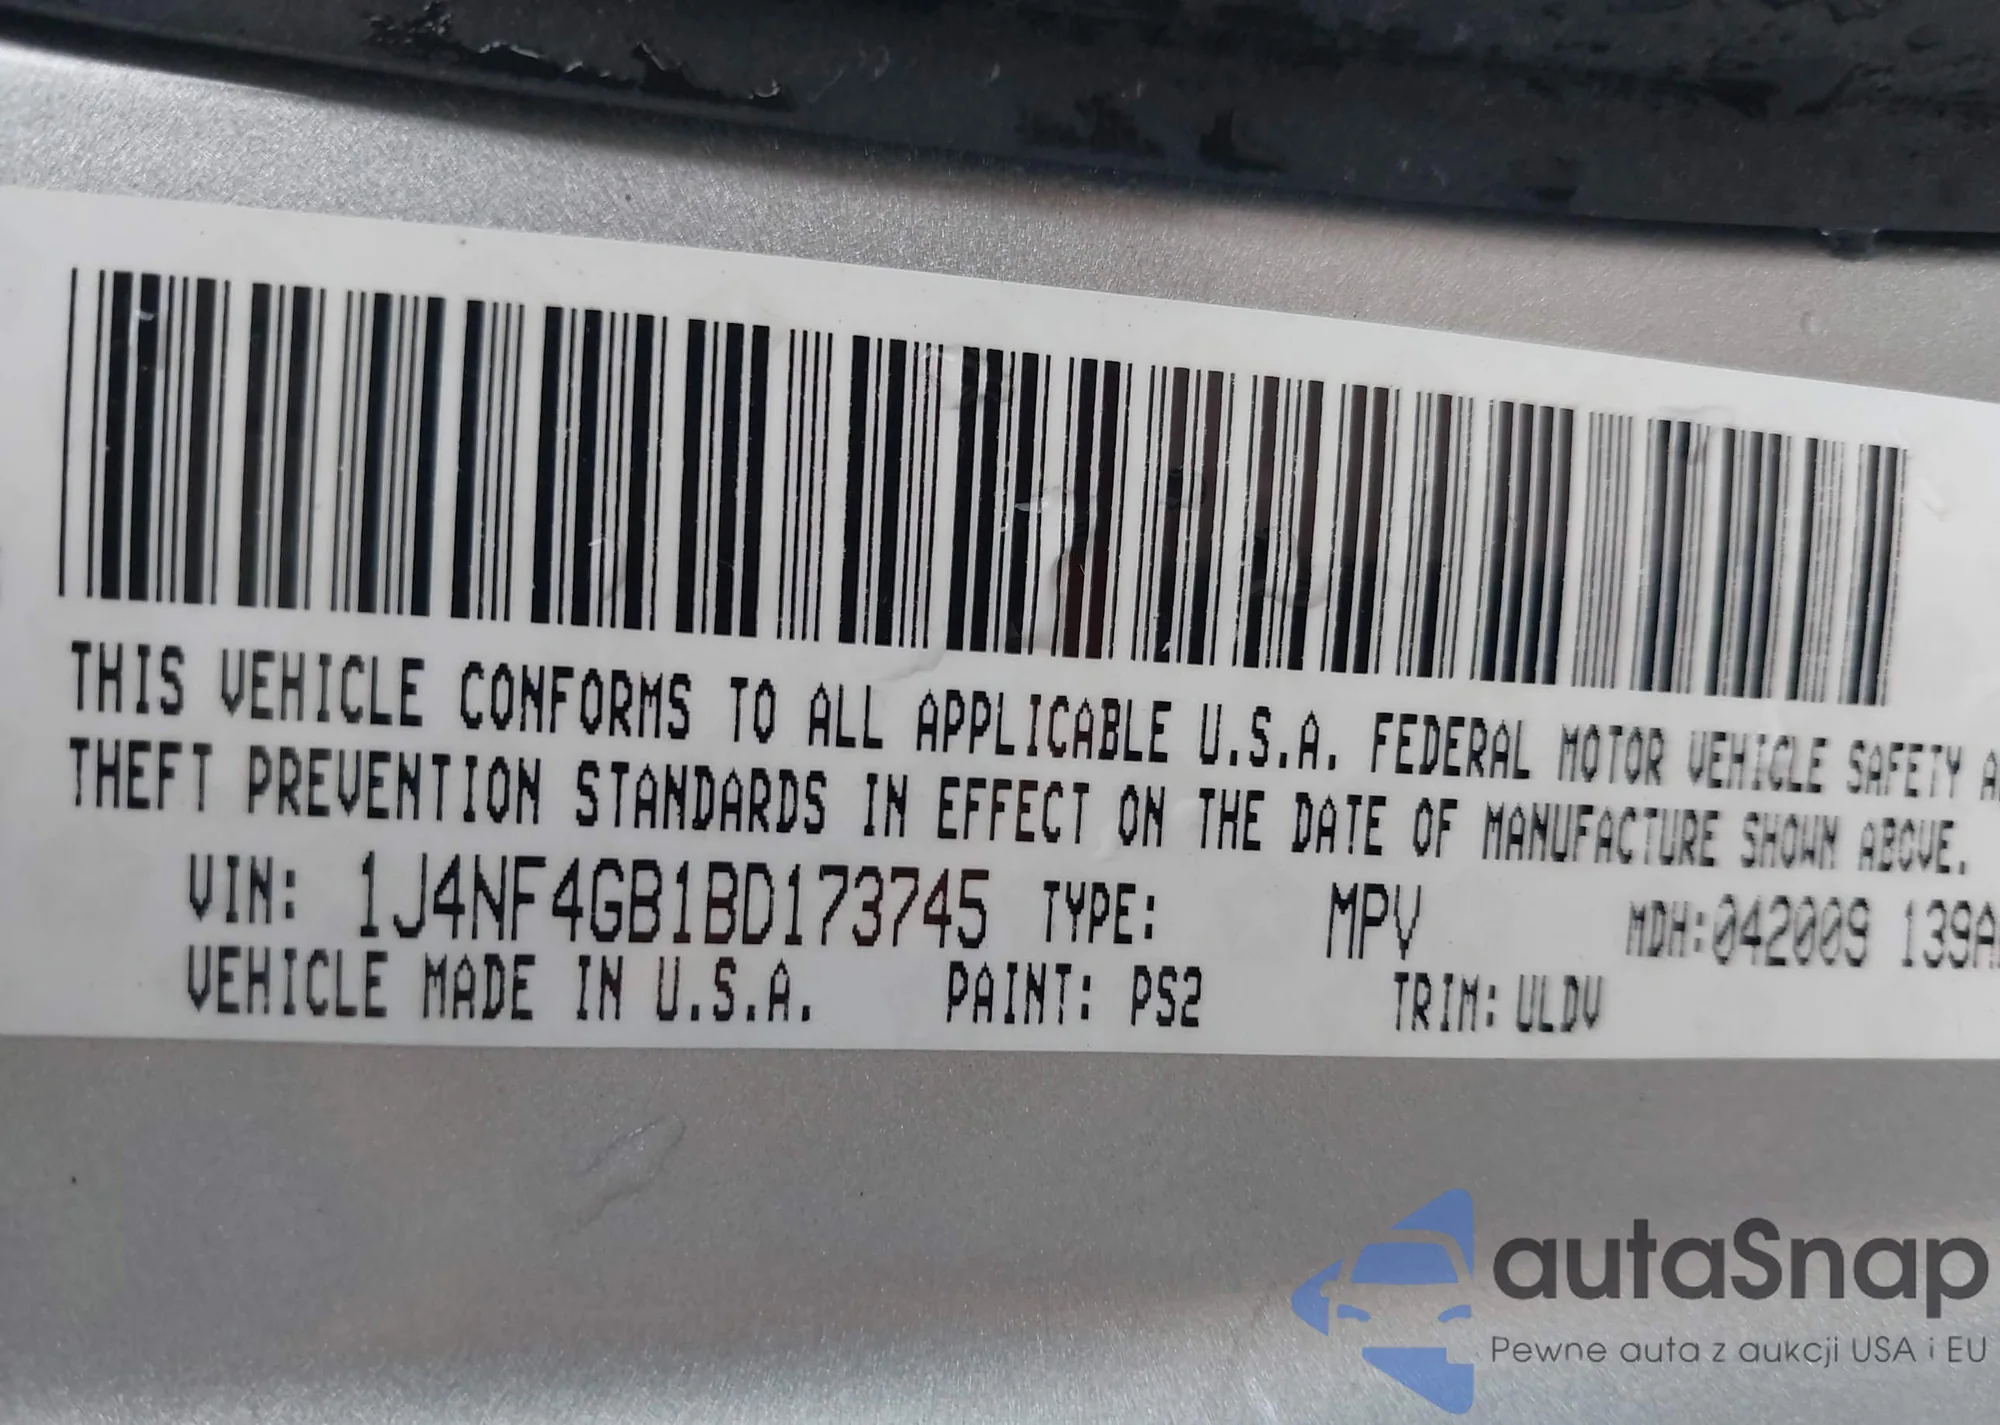 THIS VEHICLE CONFORMS TO ALL APPLICABLE U.S.A. FEDERAL MOTOR VEHICLE SAFETY A
THEFT PREVENTION STANDARDS IN EFFECT ON THE DATE OF MANUFACTURE SHOWN ABOVE.
VIN: 1J4NF4GB1BD173745 TYPE: MPV MDH:042009 139A
VEHICLE MADE IN U.S.A. PAINT: PS2 TRIM: ULDV
autaSnap
Pewne auta z aukcji USA i EU